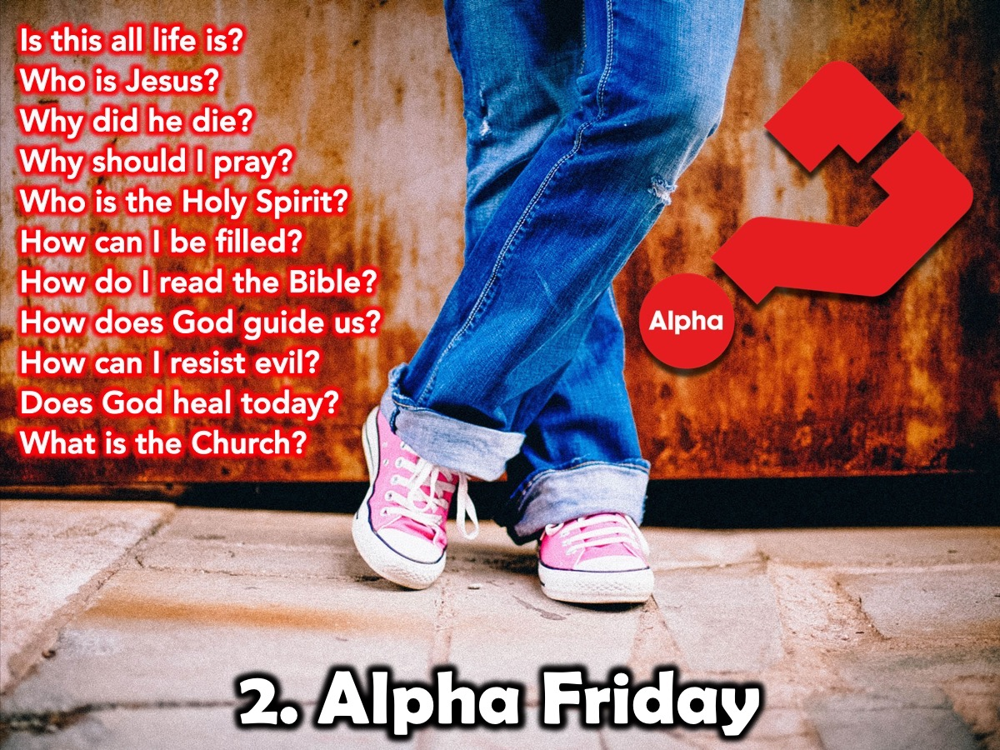 Is this all life is?
Who is Jesus?
Why did he die?
Why should I pray?
Who is the Holy Spirit?
How can I be filled?
How do I read the Bible?
How does God guide us?
How can I resist evil?
Does God heal today?
What is the Church?
Alpha
2. Alpha Friday